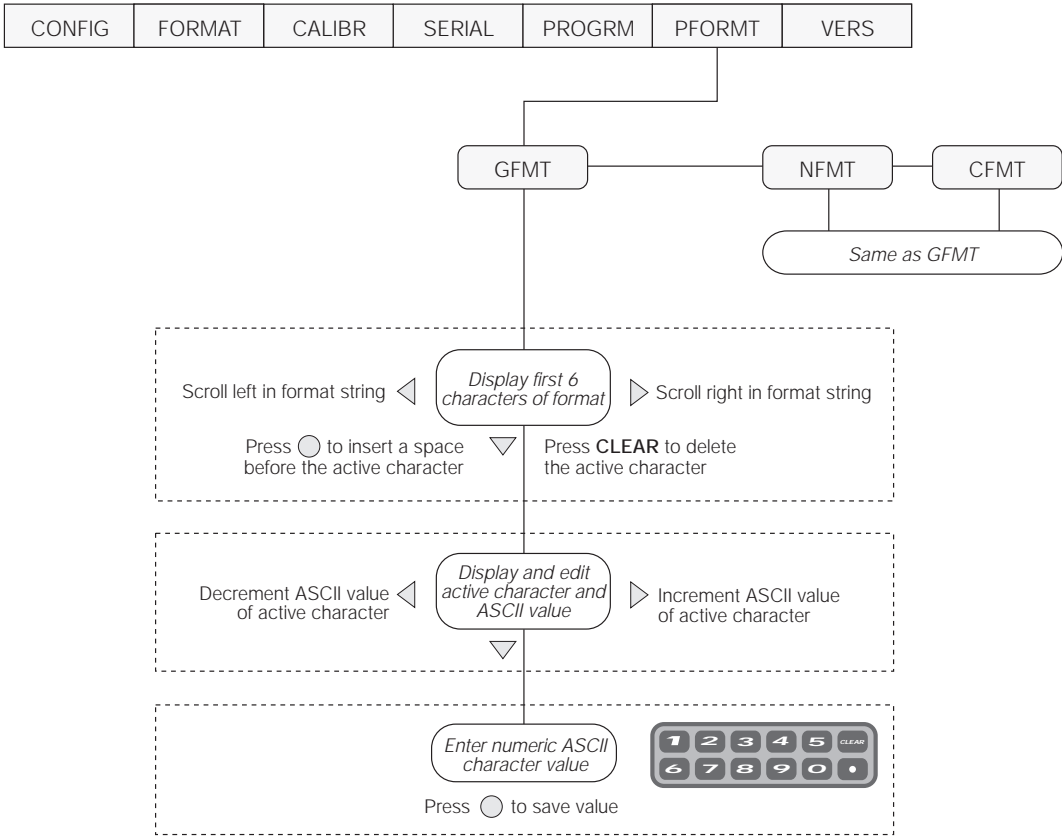 CONFIG FORMAT CALIBR SERIAL PROGRM PFORMT VERS
GFMT NFMT CFMT
Same as GFMT
Display first 6
characters of format
Scroll left in format string
Scroll right in format string
Press to insert a space
before the active character
Press CLEAR to delete
the active character
Display and edit
active character and
ASCII value
Decrement ASCII value
of active character
Increment ASCII value
of active character
Enter numeric ASCII
character value
1 2 3 4 5 CLEAR
6 7 8 9 0 •
Press to save value